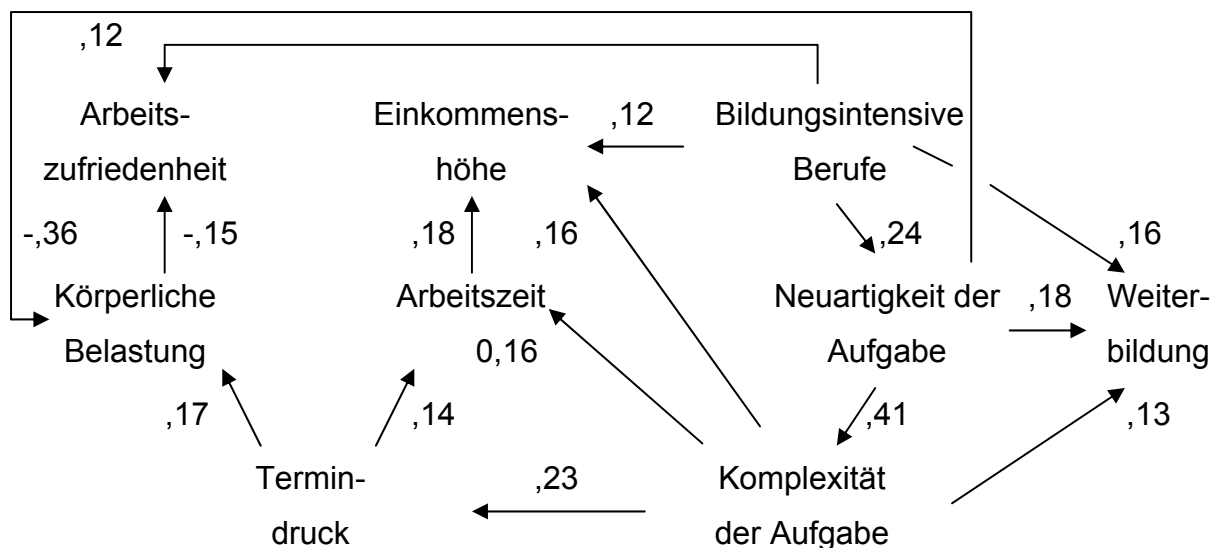 ,12
Arbeits-
zufriedenheit
Einkommens-
höhe
,12
Bildungsintensive
Berufe
-,36
-,15
,18
,16
,24
,16
Körperliche
Belastung
Arbeitszeit
0,16
Neuartigkeit der
Aufgabe
,18
Weiter-
bildung
,17
,14
,41
,13
Termin-
druck
,23
Komplexität
der Aufgabe